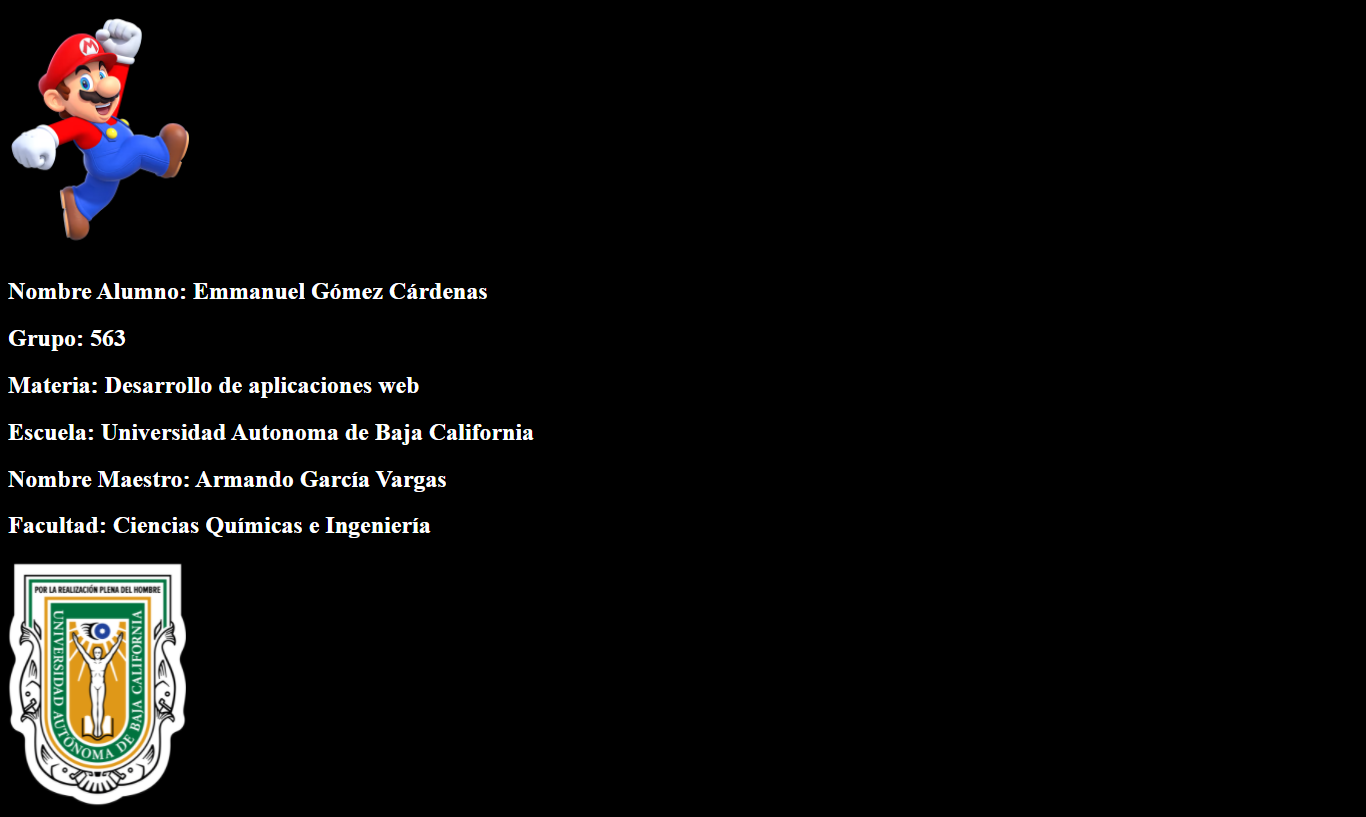 M
Nombre Alumno: Emmanuel Gómez Cárdenas
Grupo: 563
Materia: Desarrollo de aplicaciones web
Escuela: Universidad Autonoma de Baja California
Nombre Maestro: Armando García Vargas
Facultad: Ciencias Químicas e Ingeniería
POR LA REALIZACIÓN PLENA DEL HOMBRE
UNIVERSIDAD AUTÓNOMA DE BAJA CALIFORNIA